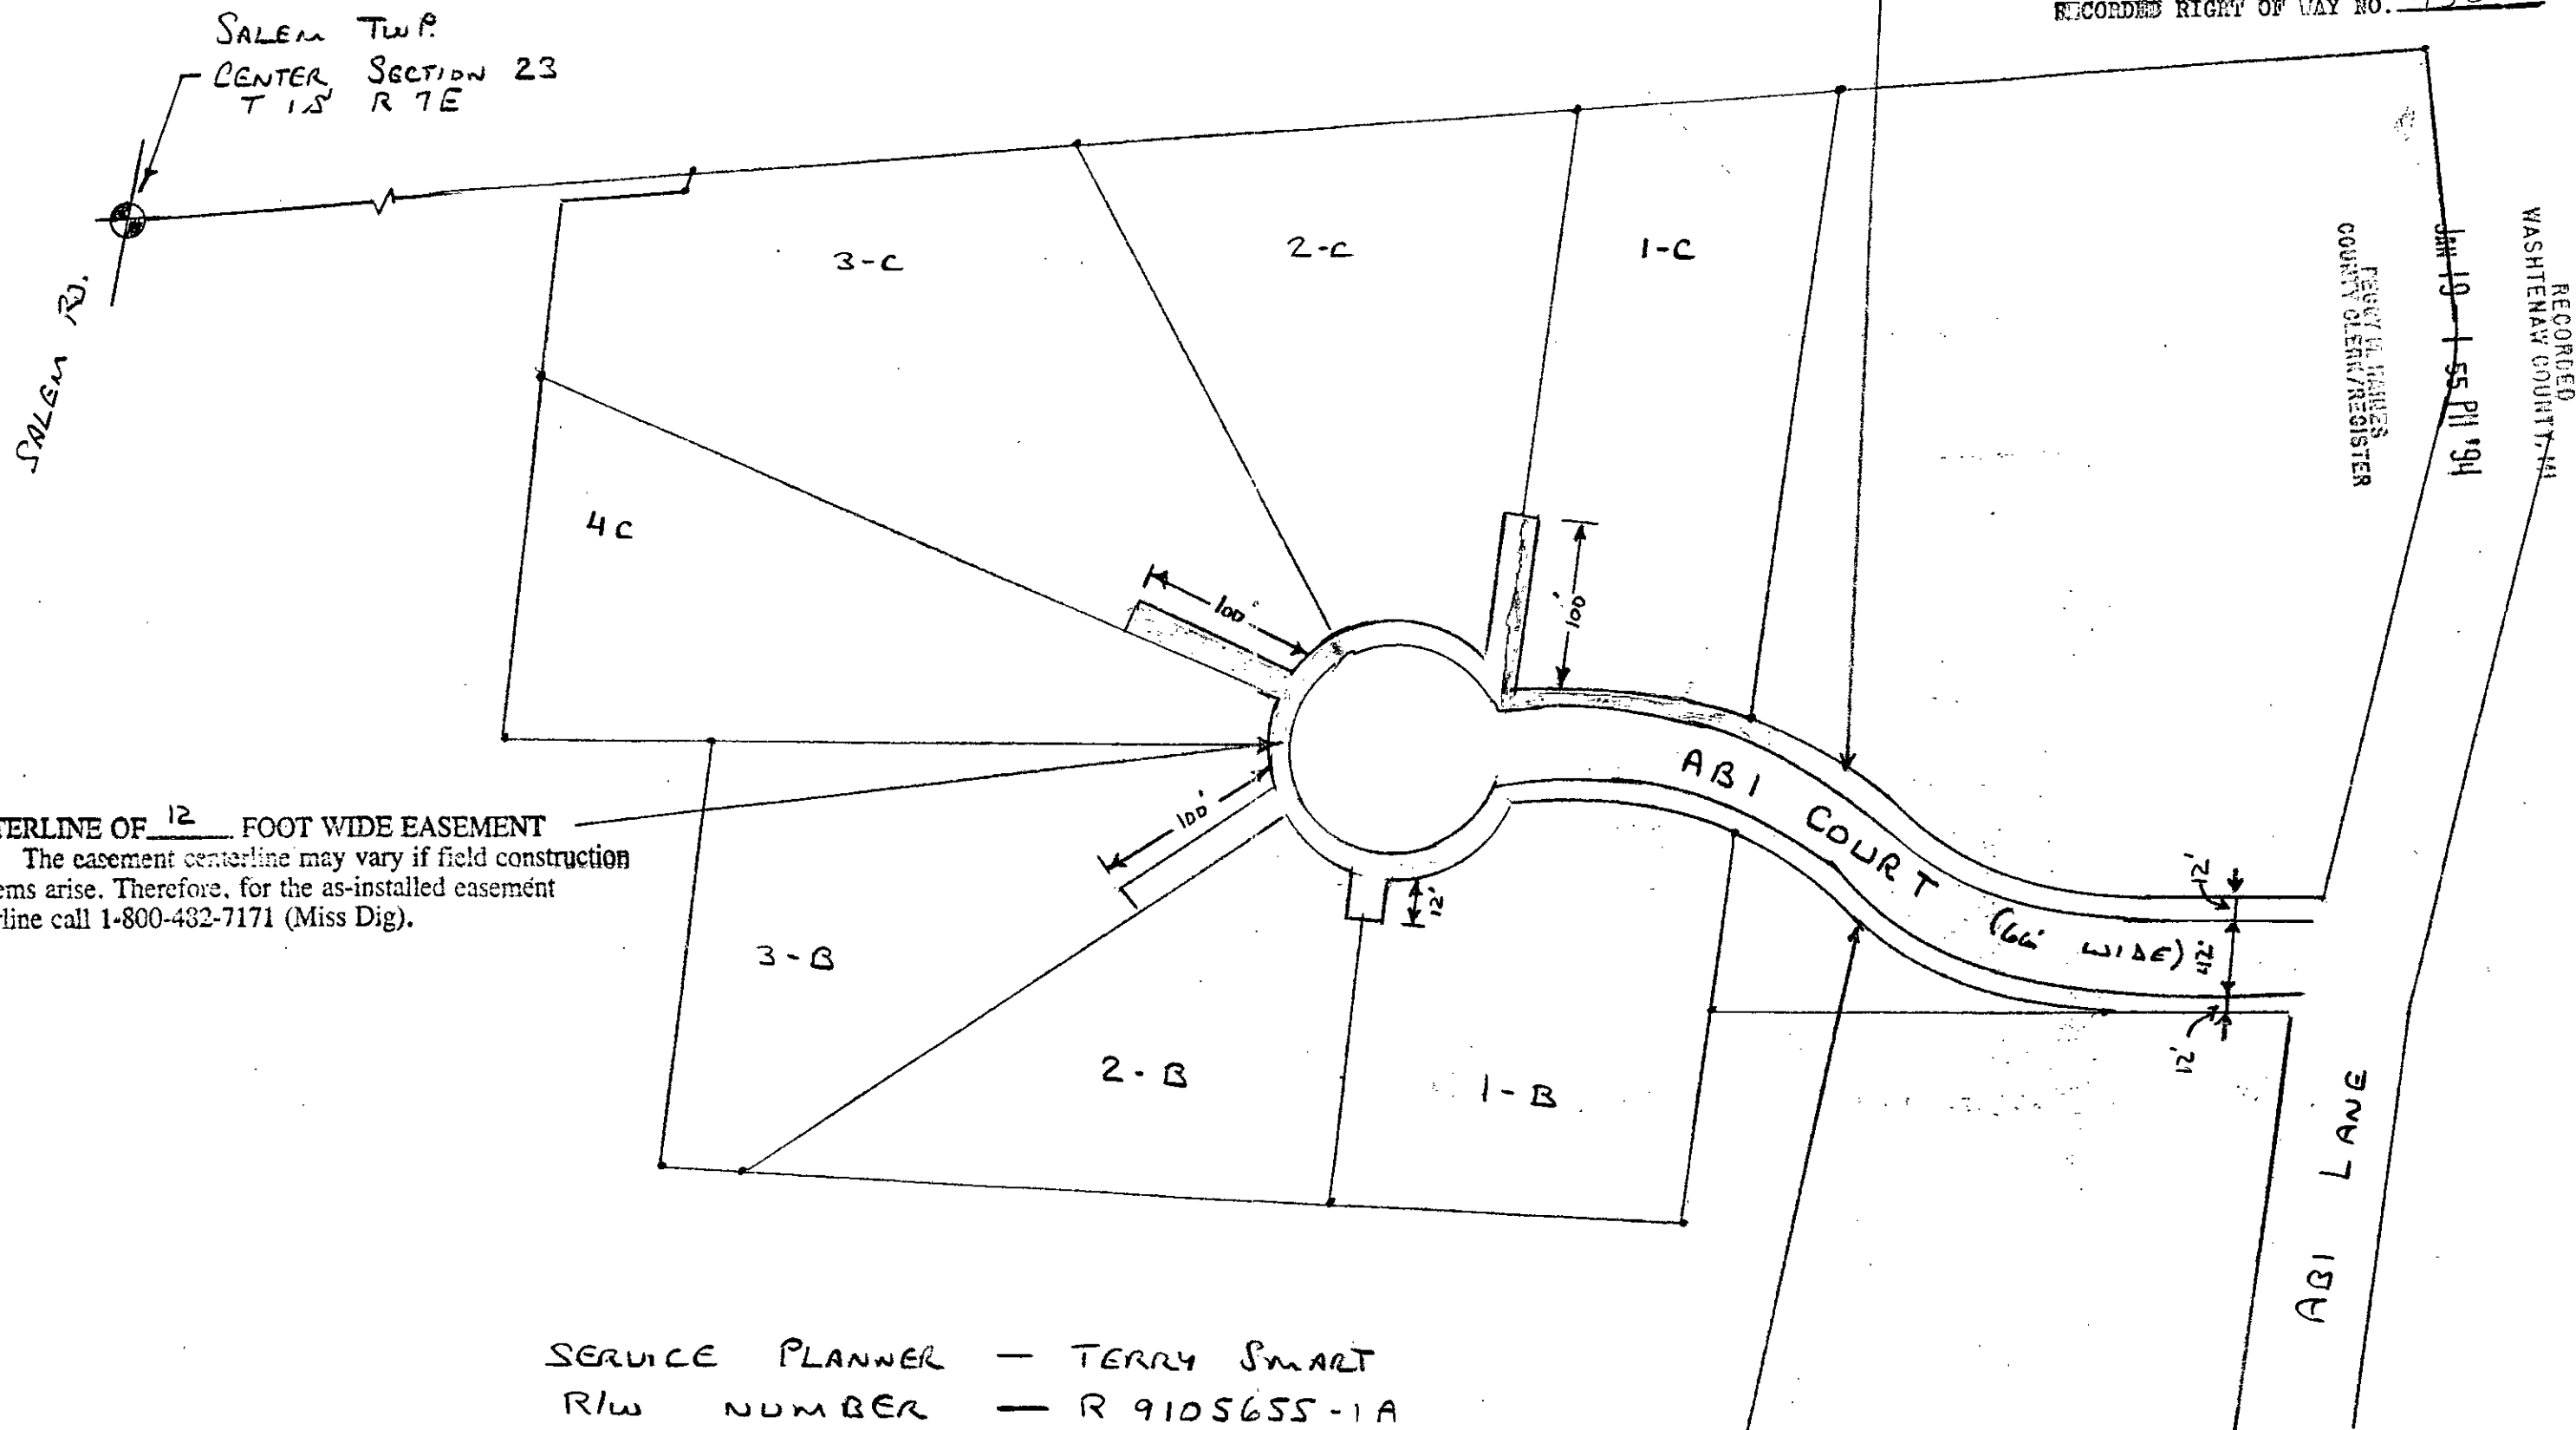 RECORDED RIGHT OF WAY NO.
SALEM TWP.
CENTER SECTION 23
T 1S R 7E
SALEM RD.
RECORDED
WASHTENAW COUNTY, MI
JAN 19 1 55 PM '94
PEGGY M. HAINES
COUNTY CLERK/REGISTER
3-C
2-C
1-C
4C
100'
100'
100'
12'
ABI COURT (66' WIDE)
12'
42'
12'
TERLINE OF 12 FOOT WIDE EASEMENT
The easement centerline may vary if field construction
ems arise. Therefore, for the as-installed easement
rline call 1-800-482-7171 (Miss Dig).
3-B
2-B
1-B
ABI LANE
SERVICE PLANNER — TERRY SMART
R/W NUMBER — R 9105655-1A